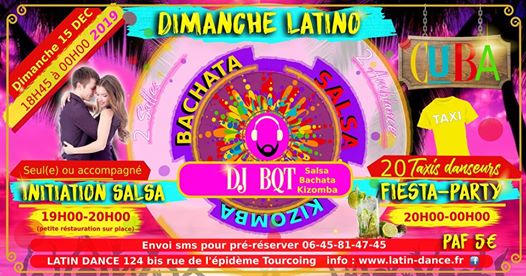 DIMANCHE LATINO
Dimanche 15 DEC
2019
18H45 à 00H00
CUBA
2 Salles
2 Ambiances
BACHATA
SALSA
KIZOMBA
TAXI
DJ BQT
Salsa
Bachata
Kizomba
Seul(e) ou accompagné
INITIATION SALSA
19H00-20H00
(petite réstauration sur place)
20 Taxis danseurs
FIESTA-PARTY
20H00-00H00
PAF 5€
Envoi sms pour pré-réserver 06-45-81-47-45
LATIN DANCE 124 bis rue de l'épidème Tourcoing info : www.latin-dance.fr